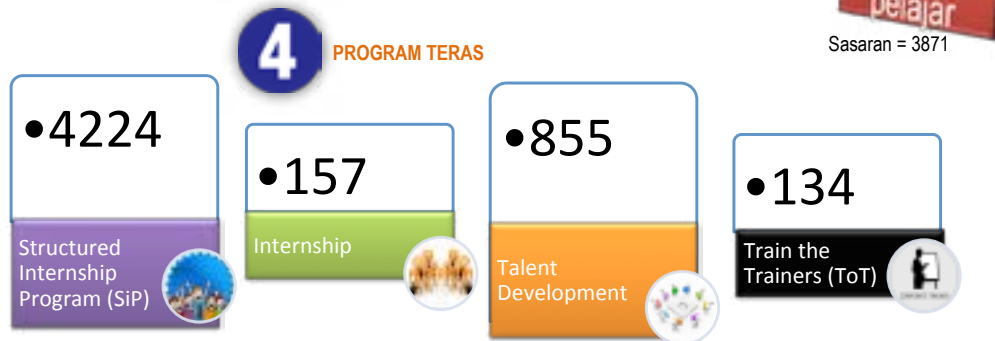 pelajar
Sasaran = 3871
4 PROGRAM TERAS
•4224
Structured
Internship
Program (SiP)
•157
Internship
•855
Talent
Development
•134
Train the
Trainers (ToT)